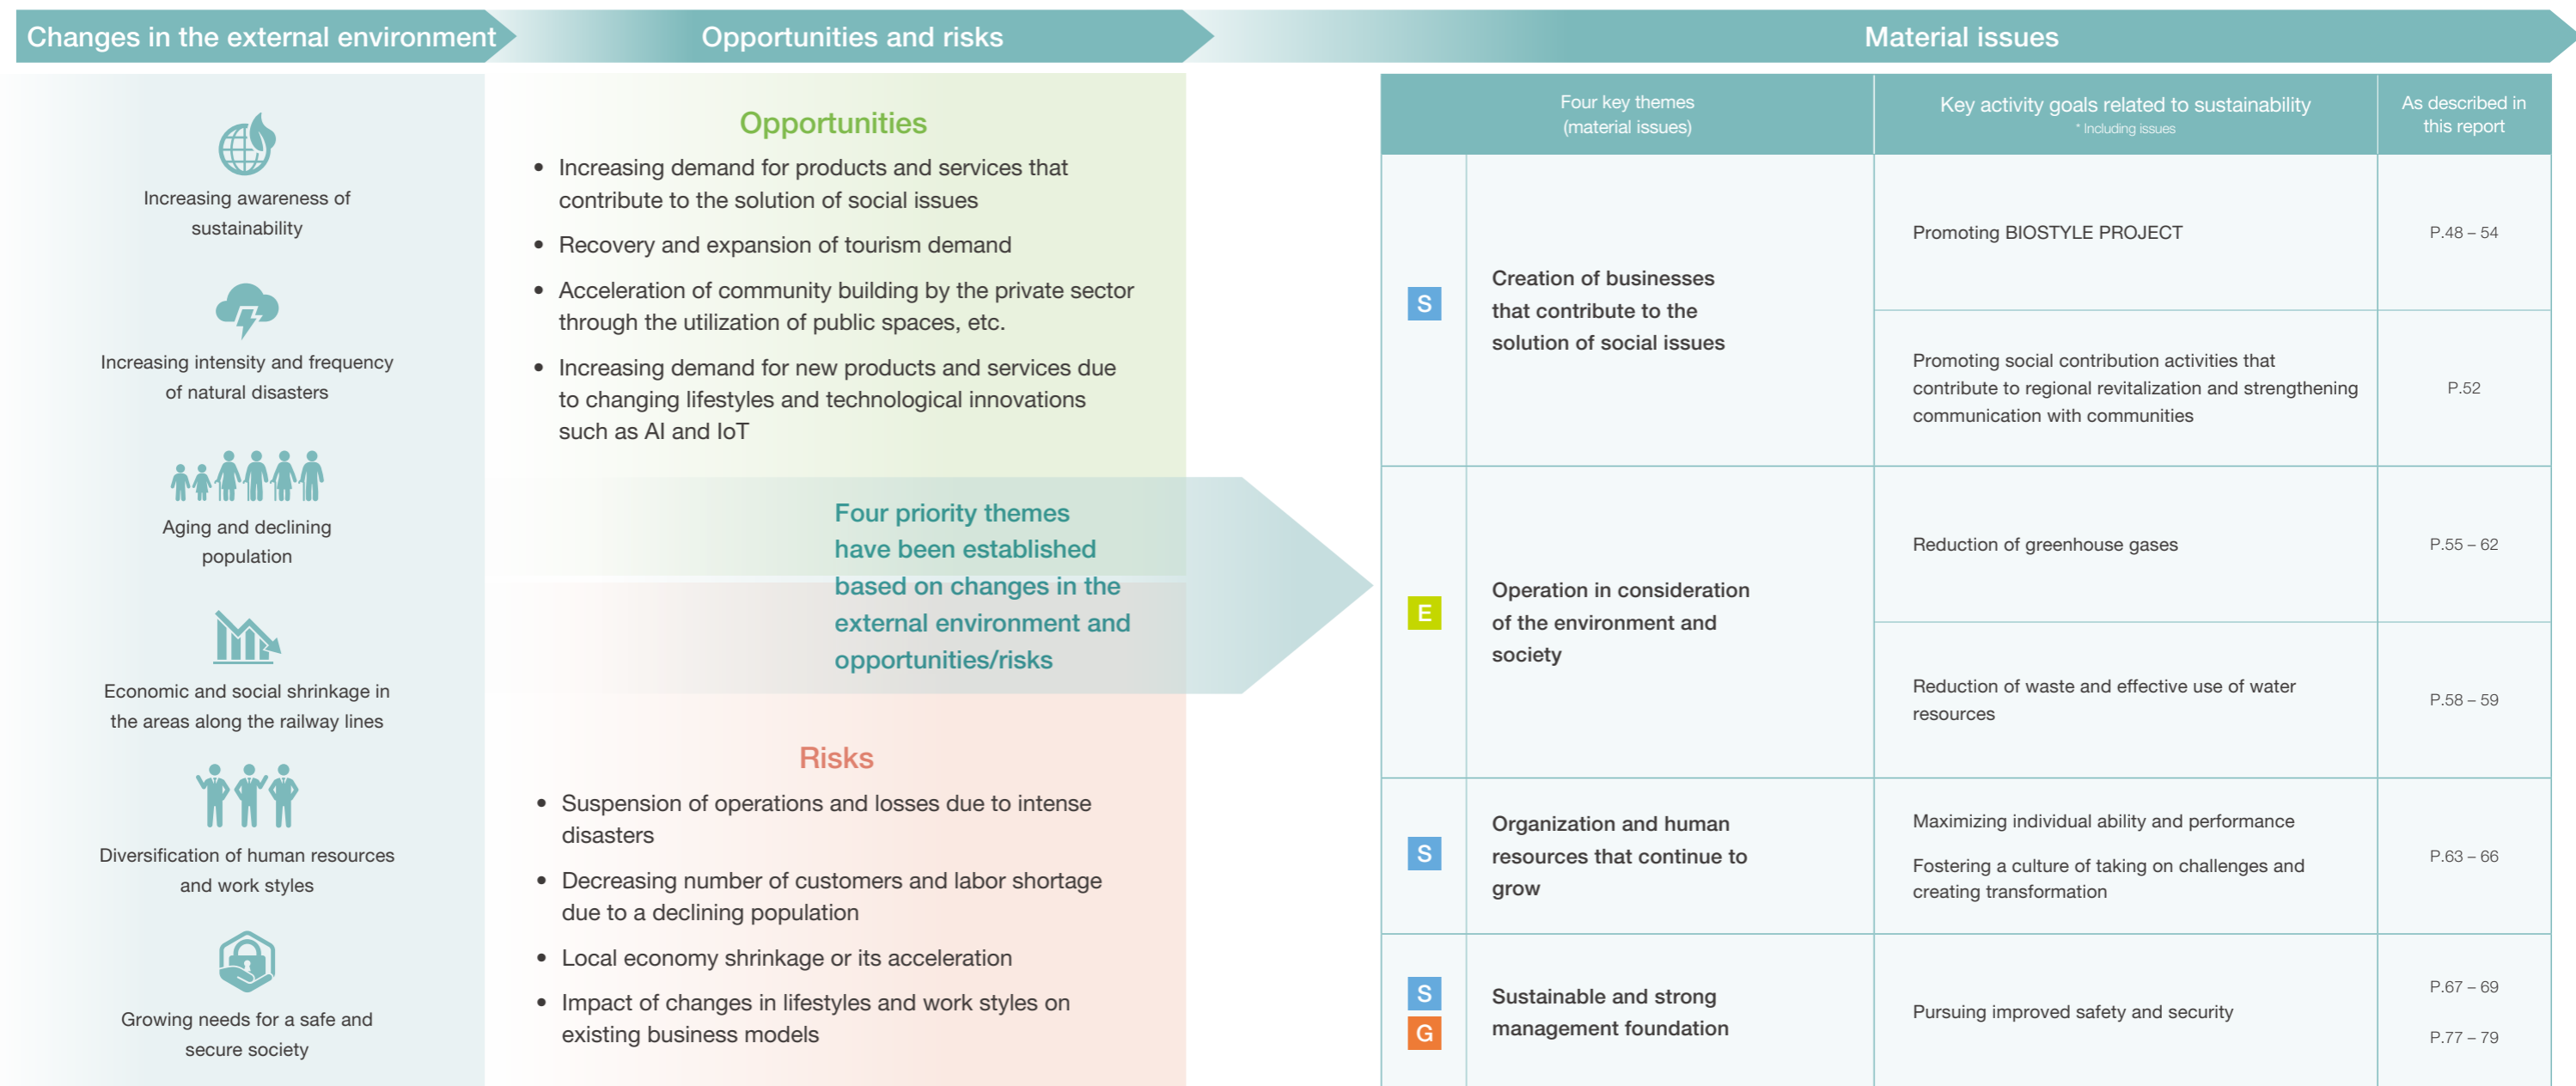 Changes in the external environment
Opportunities and risks
Material issues
Increasing awareness of
sustainability
Increasing intensity and frequency
of natural disasters
Aging and declining
population
Economic and social shrinkage in
the areas along the railway lines
Diversification of human resources
and work styles
Growing needs for a safe and
secure society
Opportunities
• Increasing demand for products and services that
contribute to the solution of social issues
• Recovery and expansion of tourism demand
• Acceleration of community building by the private sector
through the utilization of public spaces, etc.
• Increasing demand for new products and services due
to changing lifestyles and technological innovations
such as AI and IoT
Four priority themes
have been established
based on changes in the
external environment and
opportunities/risks
Risks
• Suspension of operations and losses due to intense
disasters
• Decreasing number of customers and labor shortage
due to a declining population
• Local economy shrinkage or its acceleration
• Impact of changes in lifestyles and work styles on
existing business models
Four key themes
(material issues)
Key activity goals related to sustainability
* Including issues
As described in
this report
S
Creation of businesses
that contribute to the
solution of social issues
Promoting BIOSTYLE PROJECT
P.48 – 54
Promoting social contribution activities that
contribute to regional revitalization and strengthening
communication with communities
P.52
E
Operation in consideration
of the environment and
society
Reduction of greenhouse gases
P.55 – 62
Reduction of waste and effective use of water
resources
P.58 – 59
S
Organization and human
resources that continue to
grow
Maximizing individual ability and performance
Fostering a culture of taking on challenges and
creating transformation
P.63 – 66
S
G
Sustainable and strong
management foundation
Pursuing improved safety and security
P.67 – 69
P.77 – 79